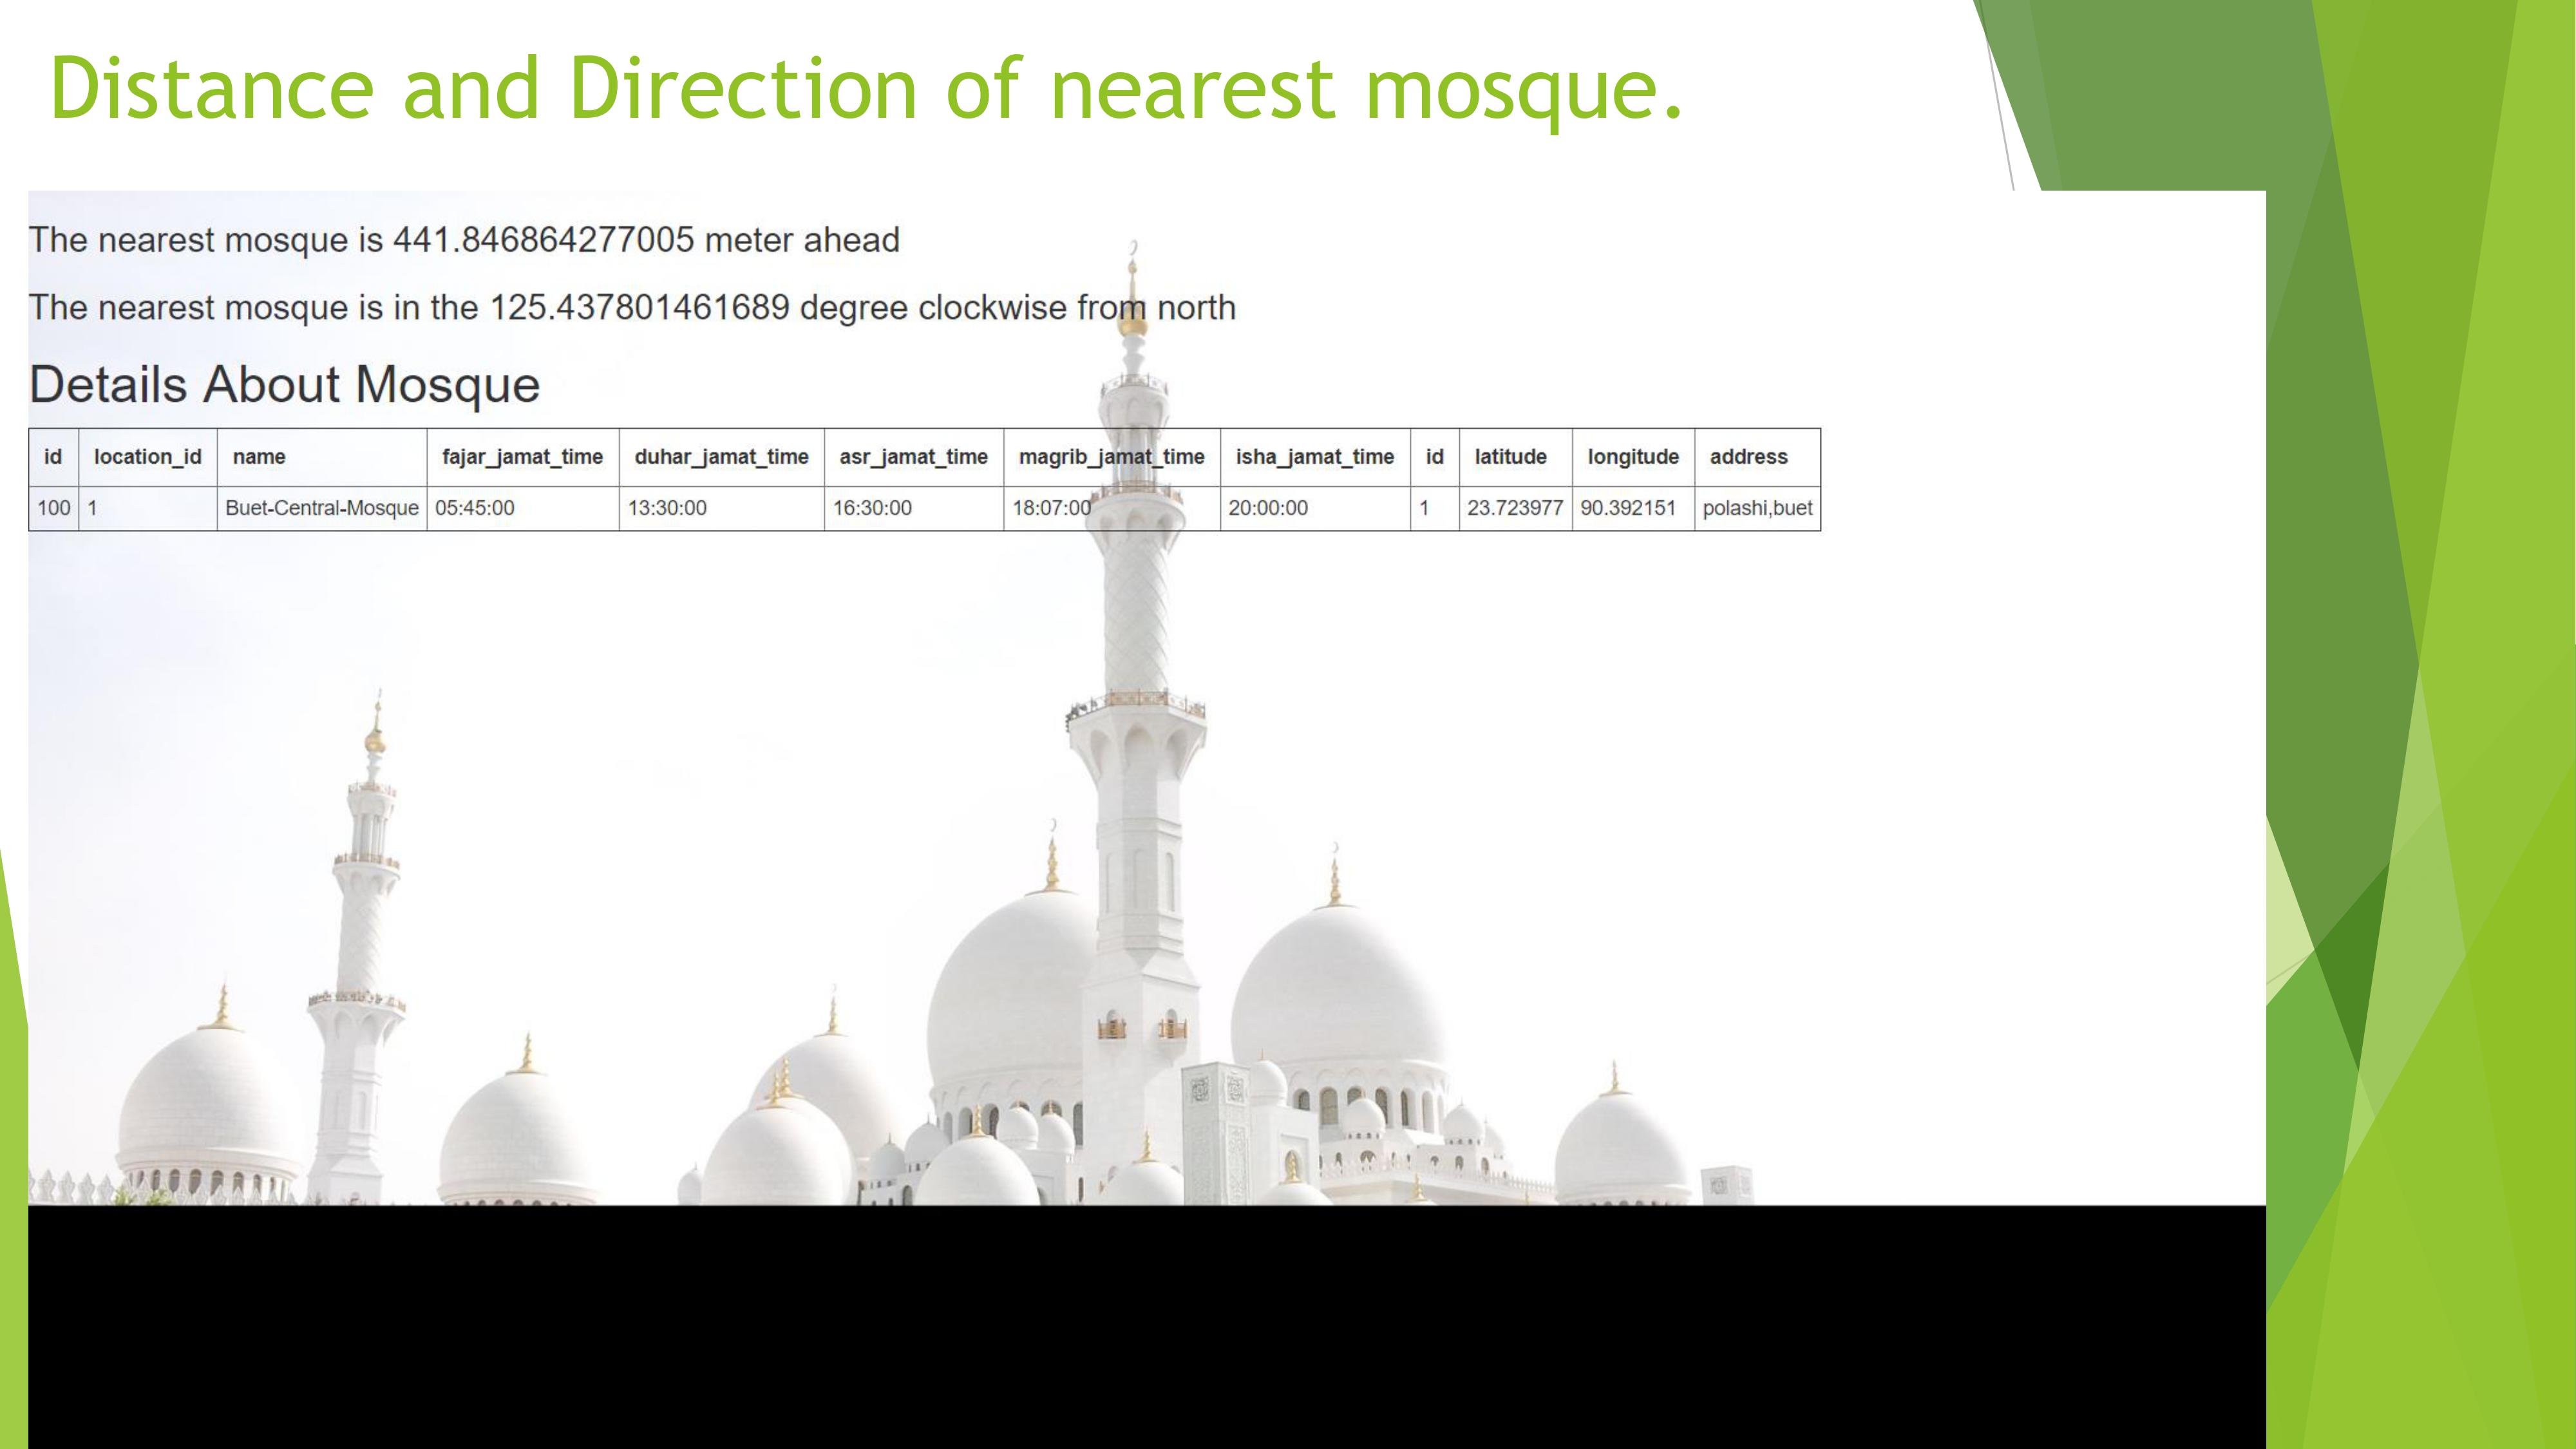 Distance and Direction of nearest mosque.
The nearest mosque is 441.846864277005 meter ahead
The nearest mosque is in the 125.437801461689 degree clockwise from north
Details About Mosque
id location_id name fajar_jamat_time duhar_jamat_time asr_jamat_time magrib_jamat_time isha_jamat_time id latitude longitude address
100 1 Buet-Central-Mosque 05:45:00 13:30:00 16:30:00 18:07:00 20:00:00 1 23.723977 90.392151 polashi,buet